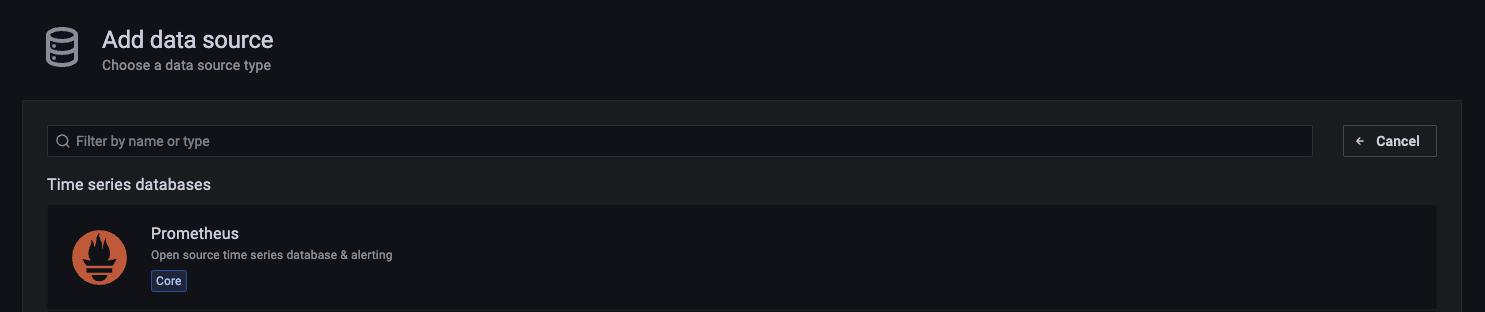 Add data source
Choose a data source type
Filter by name or type
Cancel
Time series databases
Prometheus
Open source time series database & alerting
Core